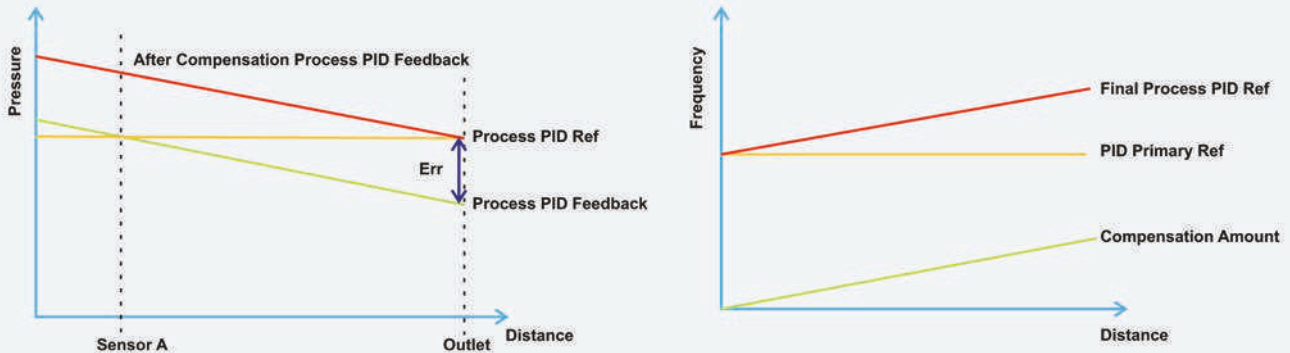 Pressure
After Compensation Process PID Feedback
Process PID Ref
Err
Process PID Feedback
Distance
Sensor A
Outlet
Frequency
Final Process PID Ref
PID Primary Ref
Compensation Amount
Distance